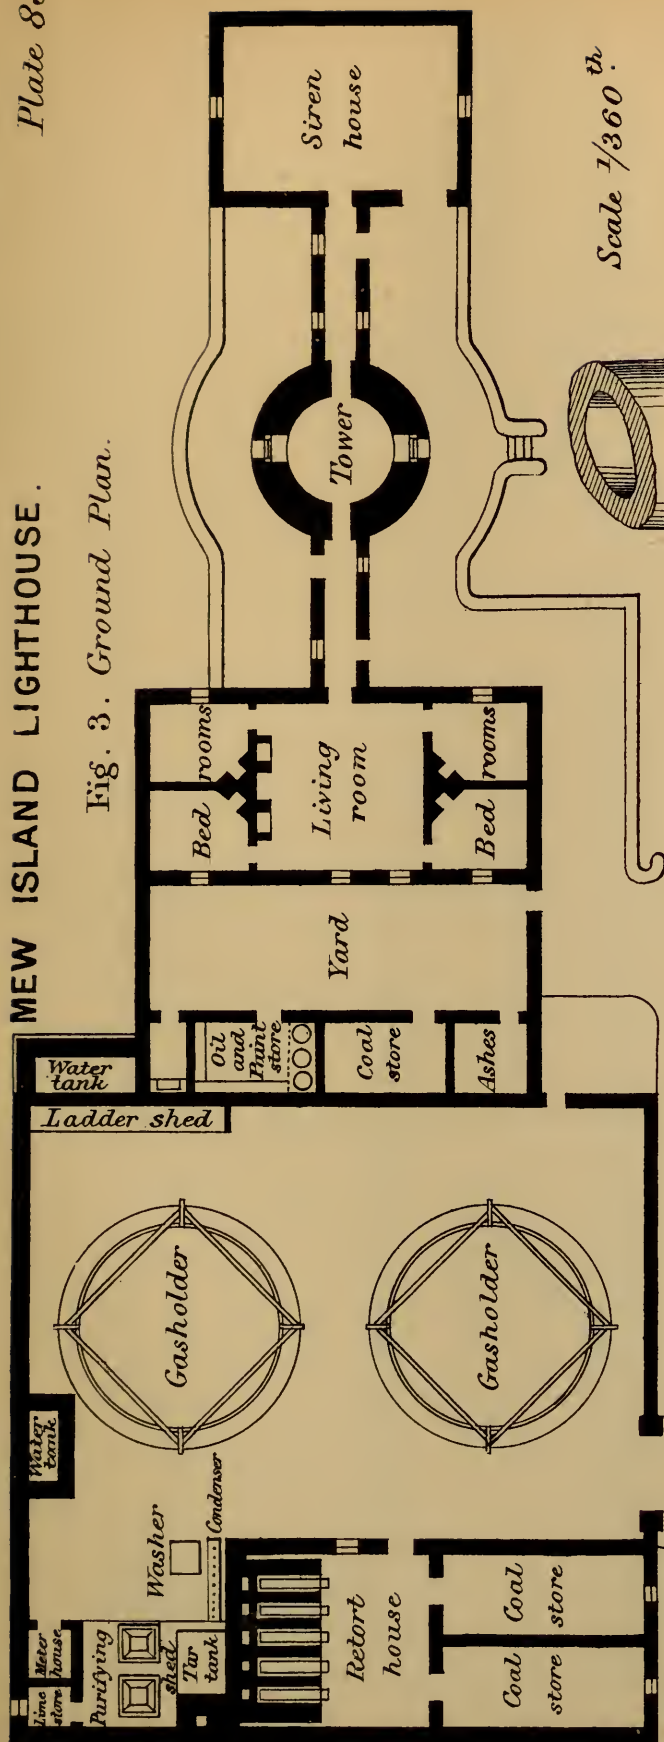 Plate 8
MEW ISLAND LIGHTHOUSE.
Fig. 3. Ground Plan.
Scale 1/360th.
Siren
house
Tower
Bed rooms
Living
room
Bed rooms
Yard
Water
tank
Oil
and
Paint
store
Coal
store
Ashes
Ladder shed
Gasholder
Gasholder
Water
tank
Washer
Condenser
Meter
house
Lime
store
Purifying
shed
Tar
tank
Retort
house
Coal
store
Coal
store